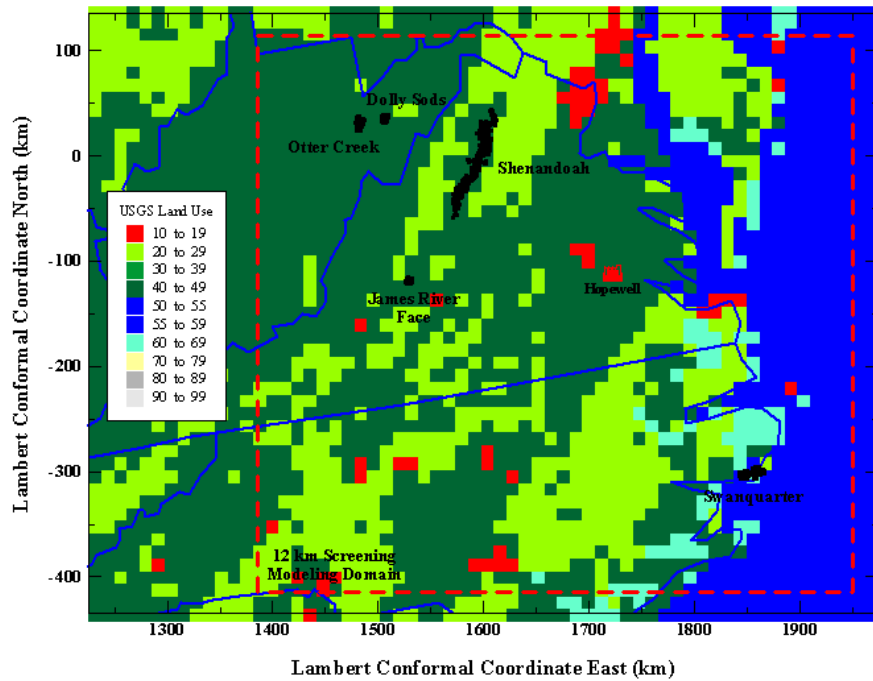 100
0
-100
-200
-300
-400
Lambert Conformal Coordinate North (km)
Dolly Sods
Otter Creek
Shenandoah
USGS Land Use
10 to 19
20 to 29
30 to 39
40 to 49
50 to 55
55 to 59
60 to 69
70 to 79
80 to 89
90 to 99
James River
Face
Hopewell
Swanquarter
12 km Screening
Modeling Domain
1300 1400 1500 1600 1700 1800 1900
Lambert Conformal Coordinate East (km)